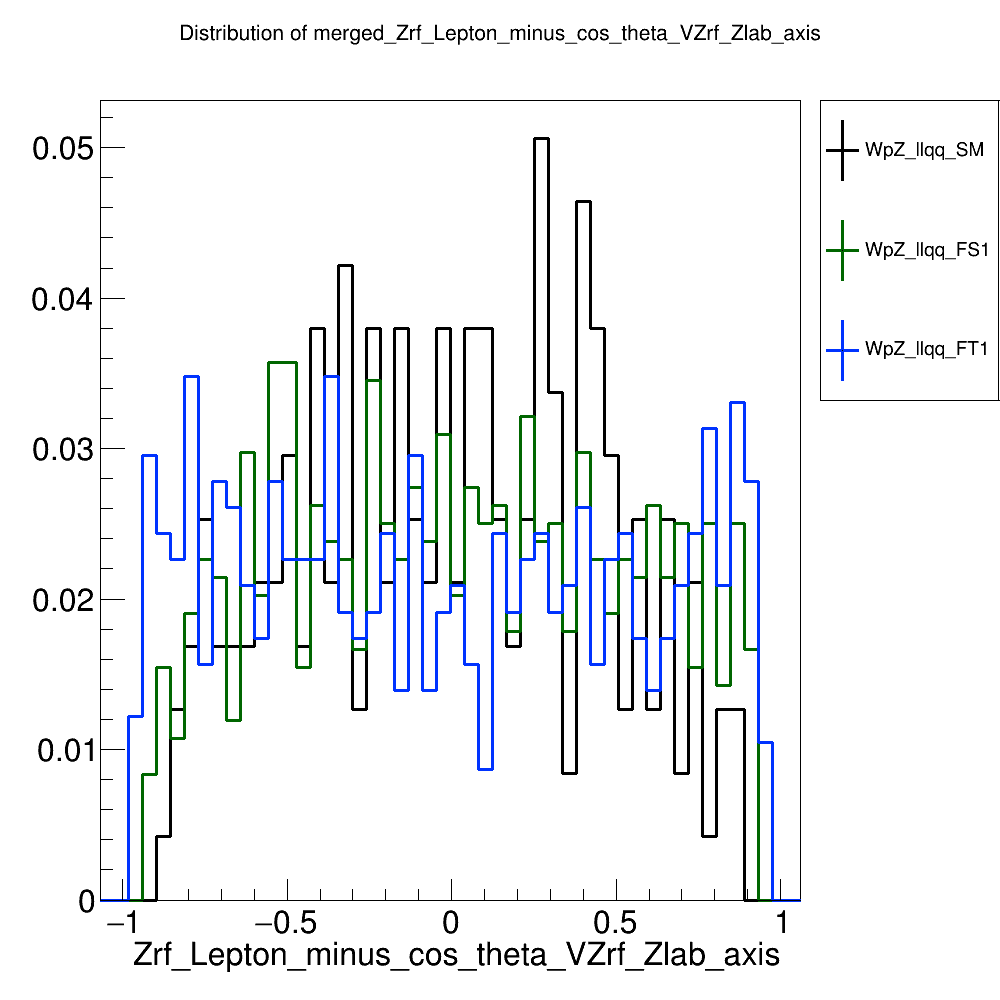 Distribution of merged_Zrf_Lepton_minus_cos_theta_VZrf_Zlab_axis
0.05
0.04
0.03
0.02
0.01
0
−1
−0.5
0
0.5
1
Zrf_Lepton_minus_cos_theta_VZrf_Zlab_axis
WpZ_llqq_SM
WpZ_llqq_FS1
WpZ_llqq_FT1